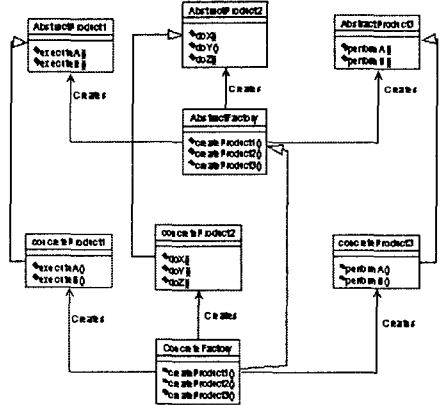 AbstractProduct1
AbstractProduct2
AbstractProduct3
executeA()
executeB()
doX()
doY()
doZ()
performA()
performB()
Creates
Creates
Creates
AbstractFactory
createProduct1()
createProduct2()
createProduct3()
concreteProduct1
concreteProduct2
concreteProduct3
executeA()
executeB()
doX()
doY()
doZ()
performA()
performB()
Creates
Creates
Creates
ConcreteFactory
createProduct1()
createProduct2()
createProduct3()